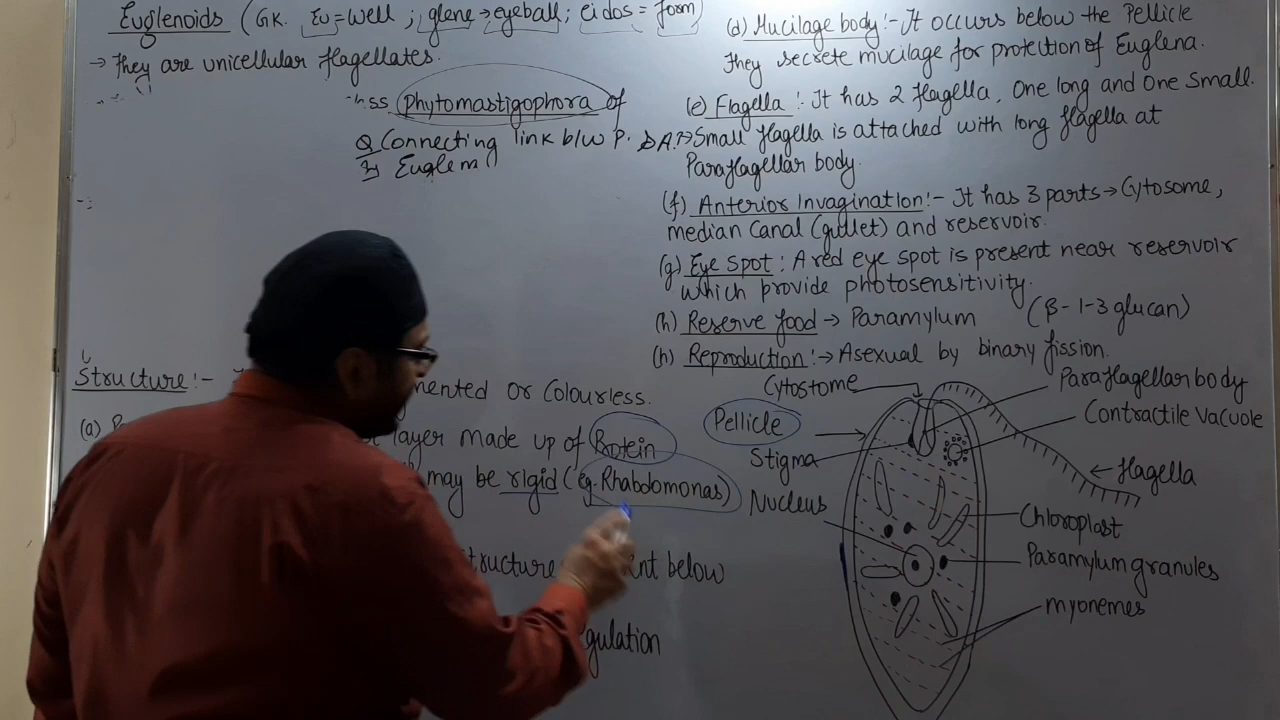 Euglenoids (GK. Eu=well ; glene→eyeball; eidos = form)
→ They are unicellular flagellates.
ss Phytomastigophora of
Q Connecting link b/w P.
Euglen
Structure :-
mented or Colourless.
(a)
layer made up of Protein
may be rigid (eg. Rhabdomonas)
tructure nt below
gulation
(d) Mucilage body :- It occurs below the Pellicle
They secrete mucilage for protection of Euglena.
(e) Flagella :- It has 2 flagella, One long and One Small.
→ Small flagella is attached with long flagella at
Paraflagellar body.
(f) Anterior Invagination :- It has 3 parts → Cytosome,
median Canal (gullet) and reservoir.
(g) Eye Spot : A red eye spot is present near reservoir
which provide photosensitivity.
(h) Reserve food → Paramylum (β-1-3 glucan)
(h) Reproduction :→ Asexual by binary fission.
Cytostome
Paraflagellar body
Pellicle
Contractile Vacuole
Stigma
← flagella
Nucleus
Chloroplast
Paramylum granules
myonemes